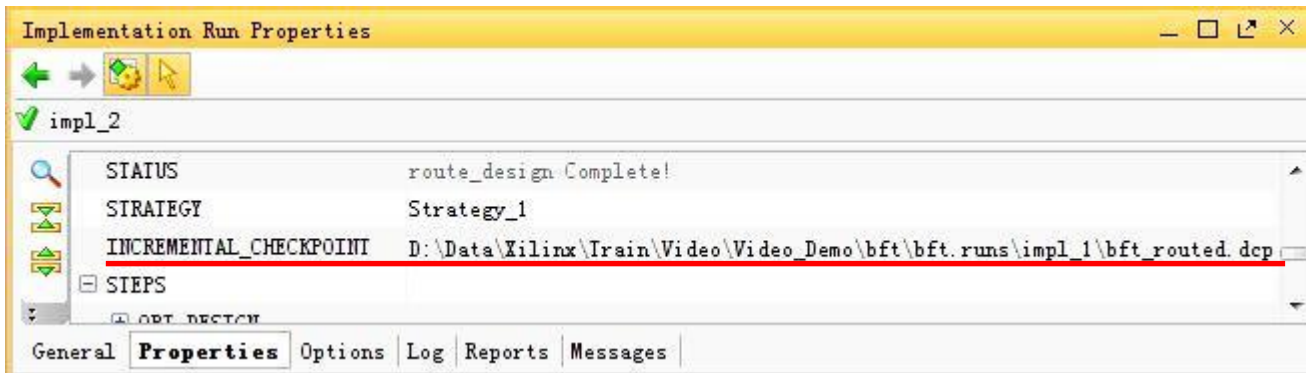 Implementation Run Properties
impl_2
STATUS route_design Complete!
STRATEGY Strategy_1
INCREMENTAL_CHECKPOINT D:\Data\Xilinx\Train\Video\Video_Demo\bft\bft.runs\impl_1\bft_routed.dcp
STEPS
OPT_DESIGN
General Properties Options Log Reports Messages